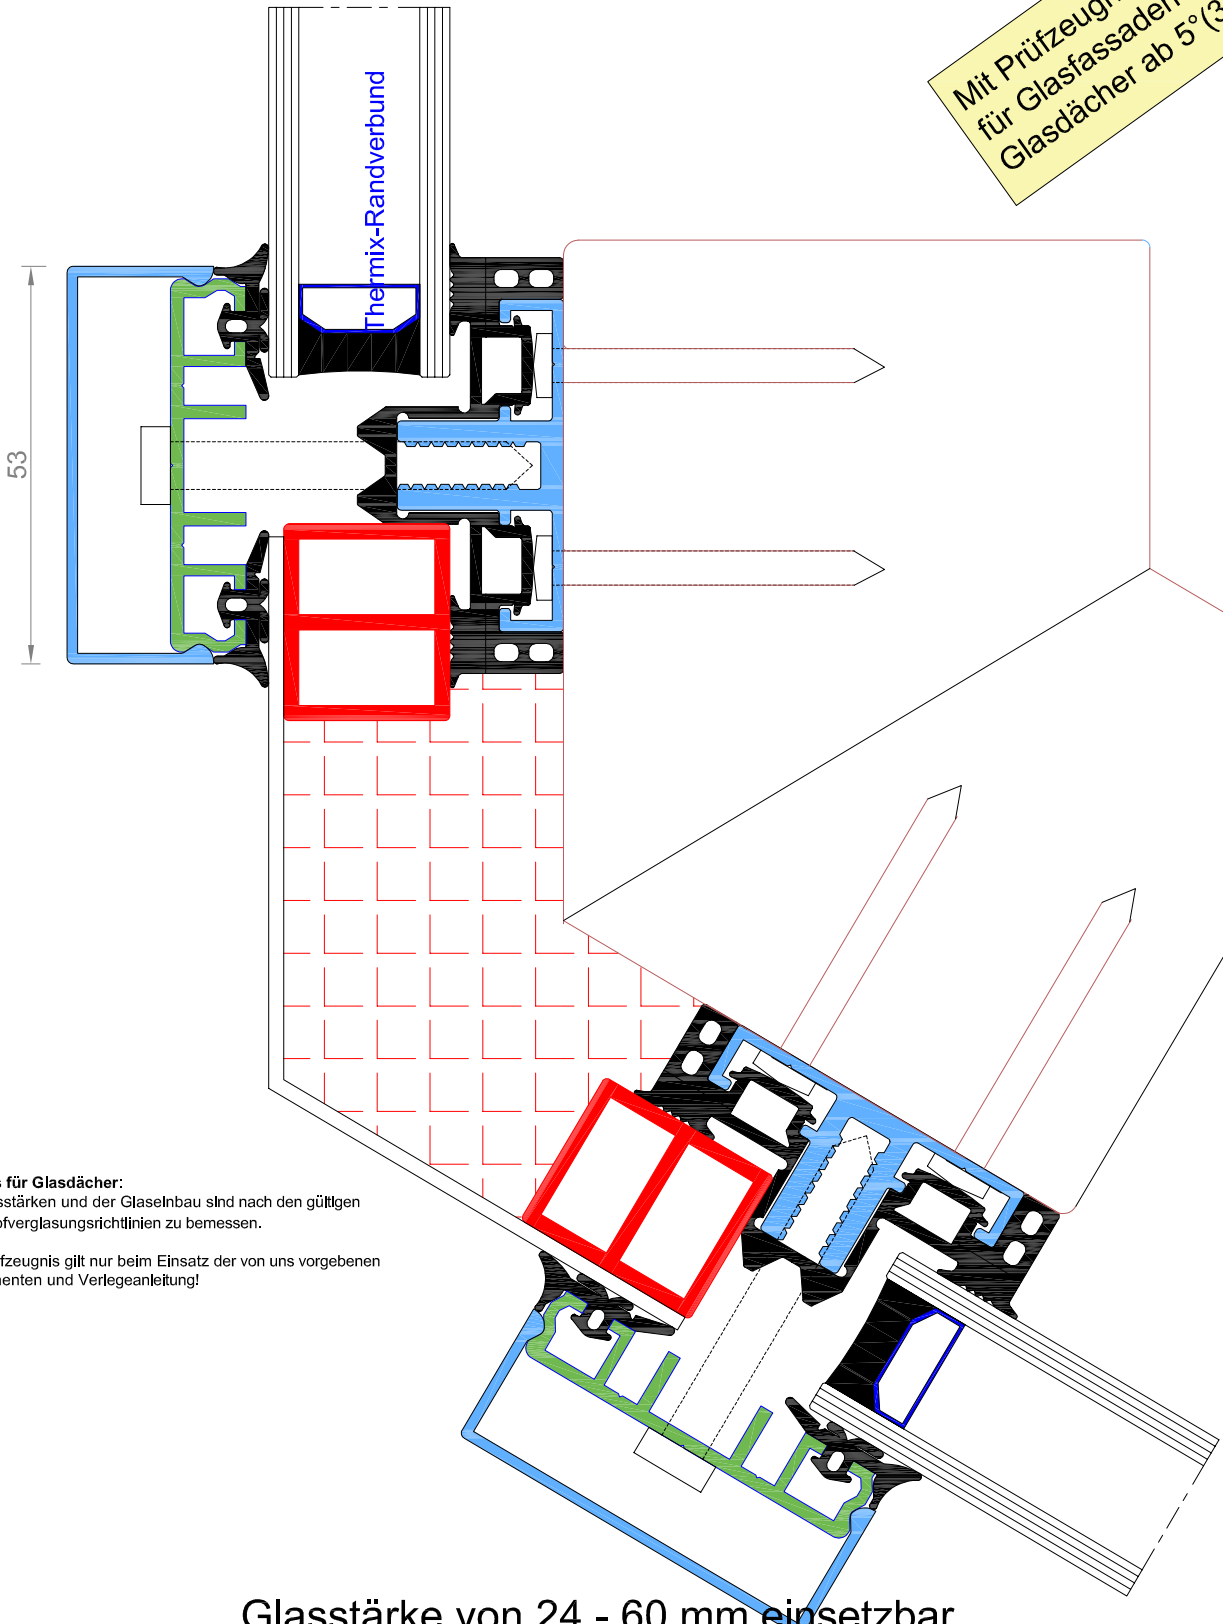 Mit Prüfzeugn
für Glasfassaden
Glasdächer ab 5°(3
Thermix-Randverbund
53
s für Glasdächer:
sstärken und der Glaseinbau sind nach den gültigen
ofverglasungsrichtlinien zu bemessen.
fzeugnis gilt nur beim Einsatz der von uns vorgebenen
nenten und Verlegeanleitung!
Glasstärke von 24 - 60 mm einsetzbar